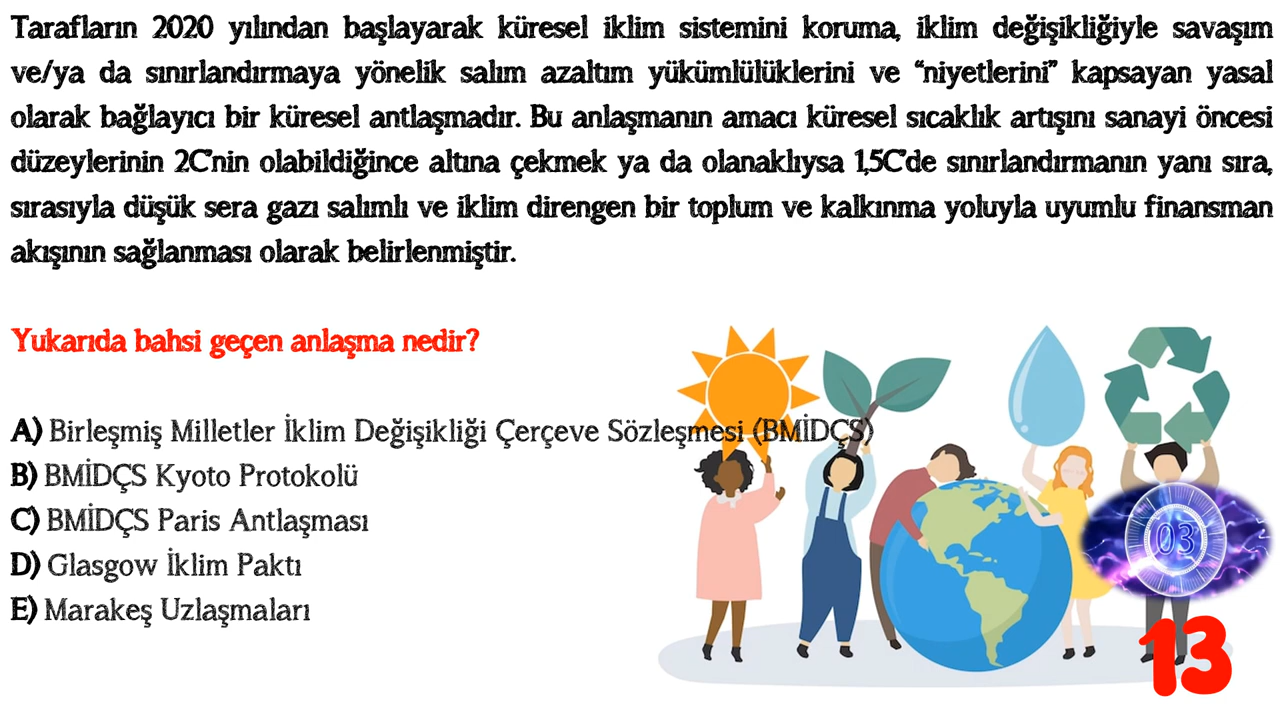 Tarafların 2020 yılından başlayarak küresel iklim sistemini koruma, iklim değişikliğiyle savaşım
ve/ya da sınırlandırmaya yönelik salım azaltım yükümlülüklerini ve “niyetlerini” kapsayan yasal
olarak bağlayıcı bir küresel antlaşmadır. Bu anlaşmanın amacı küresel sıcaklık artışını sanayi öncesi
düzeylerinin 2C'nin olabildiğince altına çekmek ya da olanaklıysa 1,5C'de sınırlandırmanın yanı sıra,
sırasıyla düşük sera gazı salımlı ve iklim direngen bir toplum ve kalkınma yoluyla uyumlu finansman
akışının sağlanması olarak belirlenmiştir.
Yukarıda bahsi geçen anlaşma nedir?
A) Birleşmiş Milletler İklim Değişikliği Çerçeve Sözleşmesi (BMİDÇS)
B) BMİDÇS Kyoto Protokolü
C) BMİDÇS Paris Antlaşması
D) Glasgow İklim Paktı
E) Marakeş Uzlaşmaları
03
13